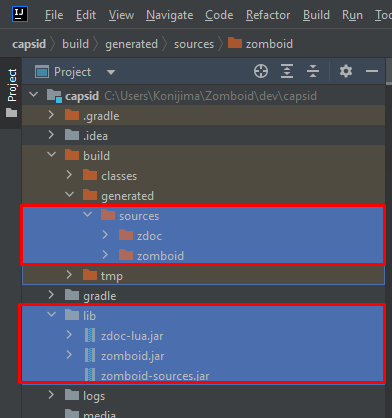 IJ File Edit View Navigate Code Refactor Build Run Too
capsid build generated sources zomboid
Project
Project
capsid C:\Users\Konijima\Zomboid\dev\capsid
.gradle
.idea
build
classes
generated
sources
zdoc
zomboid
tmp
gradle
lib
zdoc-lua.jar
zomboid.jar
zomboid-sources.jar
logs
media